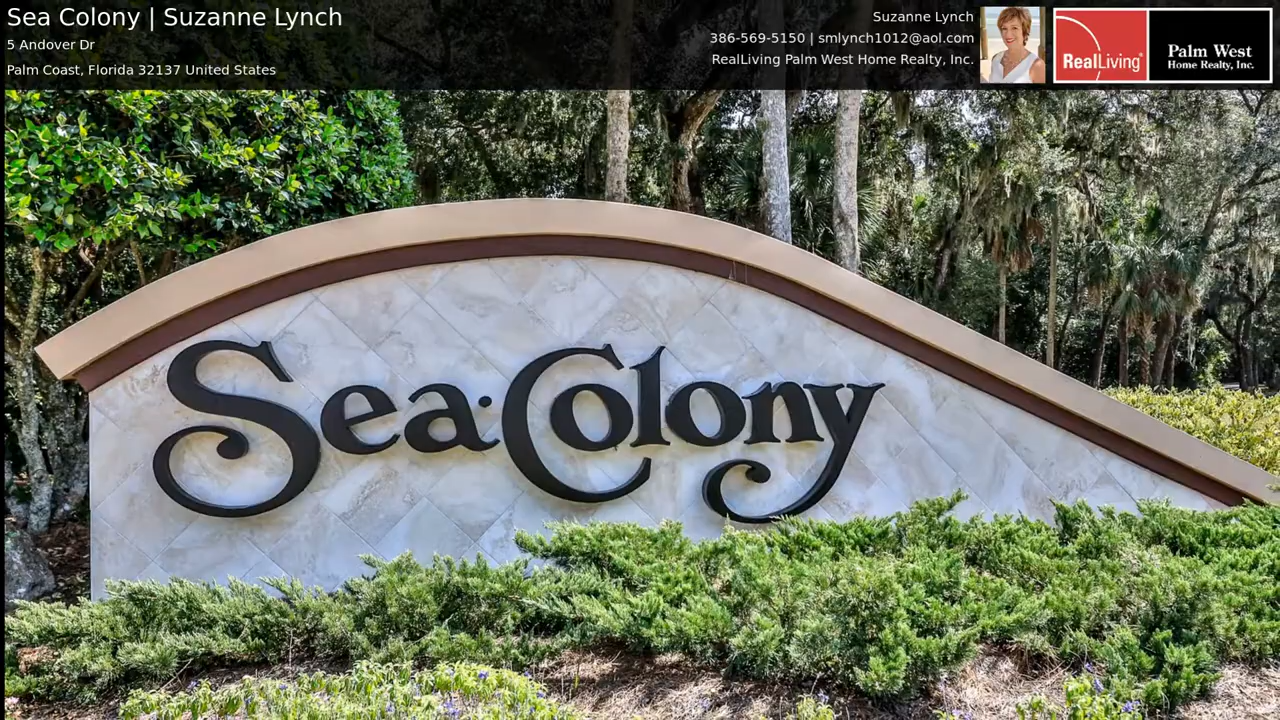 Sea Colony | Suzanne Lynch
5 Andover Dr
Palm Coast, Florida 32137 United States
Suzanne Lynch
386-569-5150 | smlynch1012@aol.com
RealLiving Palm West Home Realty, Inc.
RealLiving®
Palm West
Home Realty, Inc.
Sea·Colony